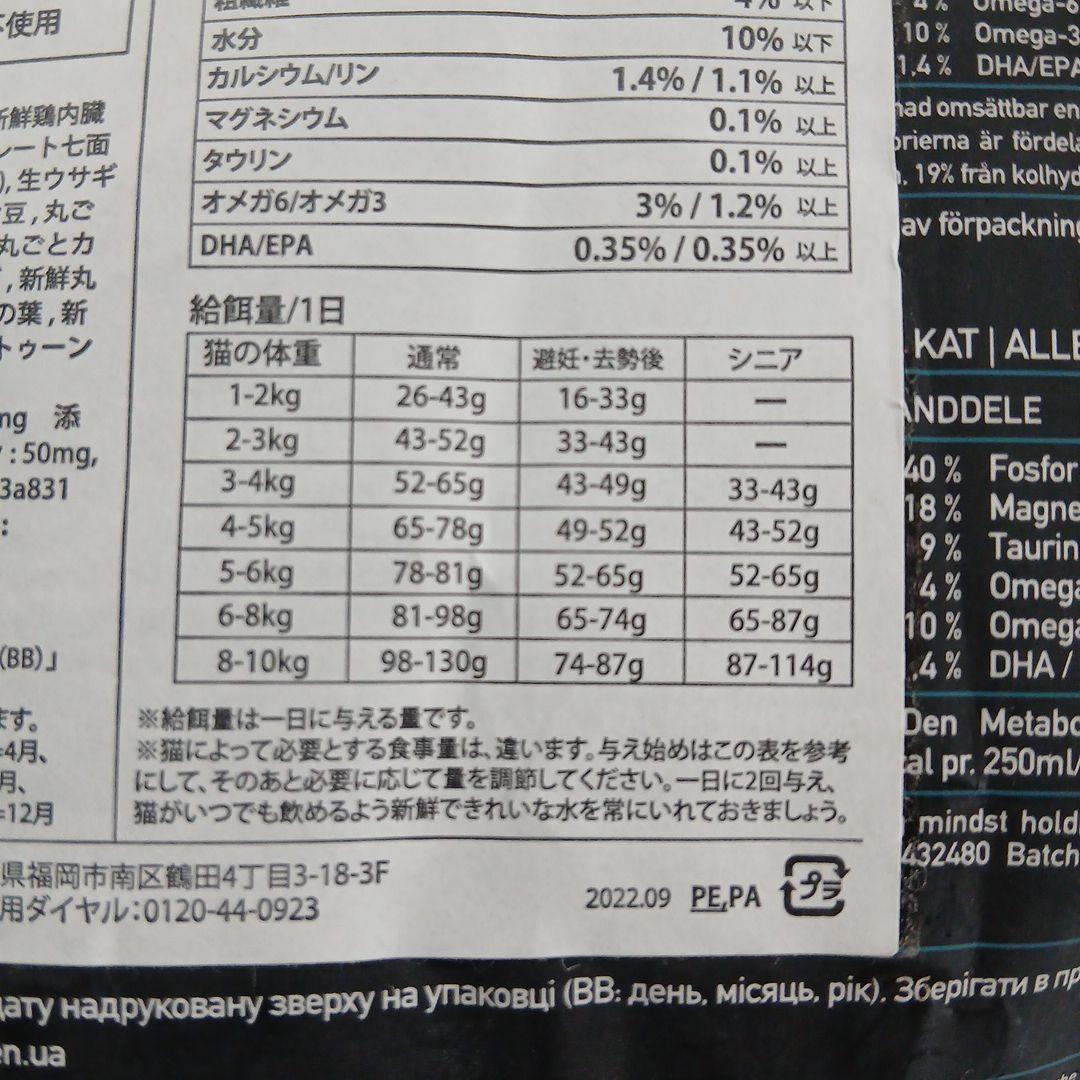 使用
新鮮鶏内臓
レート七面
), 生ウサギ
豆 , 丸ご
丸ごとカ
, 新鮮丸
の葉 , 新
トゥーン
mg 添
: 50mg,
3a831
:
(BB)」
ます。
=4月、
月、
=12月
4% 以下
水分 10% 以下
カルシウム/リン 1.4% / 1.1% 以上
マグネシウム 0.1% 以上
タウリン 0.1% 以上
オメガ6/オメガ3 3% / 1.2% 以上
DHA/EPA 0.35% / 0.35% 以上
給餌量/1日
猫の体重 通常 避妊・去勢後 シニア
1-2kg 26-43g 16-33g —
2-3kg 43-52g 33-43g —
3-4kg 52-65g 43-49g 33-43g
4-5kg 65-78g 49-52g 43-52g
5-6kg 78-81g 52-65g 52-65g
6-8kg 81-98g 65-74g 65-87g
8-10kg 98-130g 74-87g 87-114g
※給餌量は一日に与える量です。
※猫によって必要とする食事量は、違います。与え始めはこの表を参考
にして、そのあと必要に応じて量を調節してください。一日に2回与え、
猫がいつでも飲めるよう新鮮できれいな水を常にいれておきましょう。
県福岡市南区鶴田4丁目3-18-3F
用ダイヤル:0120-44-0923
2022.09 PE,PA プラ
4 % Omega-6
10 % Omega-3
1,4 % DHA/EPA
omsättbar en
är
19% från
av
KAT | ALLE
ANDDELE
40 % Fosfor
18 % Magne
9 % Taurin
4 % Omega
10 % Omega
,4 % DHA /
Den Metabo
pr. 250ml/
mindst hold
432480 Batch
дату надруковану зверху на упаковці (BB: день, місяць, рік). Зберігати в
en.ua